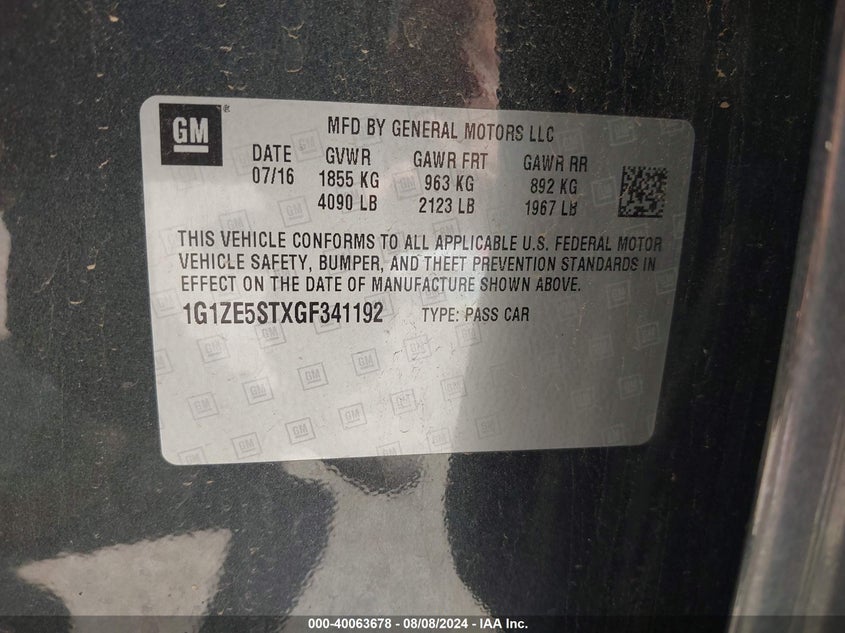 GM
MFD BY GENERAL MOTORS LLC
DATE GVWR GAWR FRT GAWR RR
07/16 1855 KG 963 KG 892 KG
4090 LB 2123 LB 1967 LB
THIS VEHICLE CONFORMS TO ALL APPLICABLE U.S. FEDERAL MOTOR
VEHICLE SAFETY, BUMPER, AND THEFT PREVENTION STANDARDS IN
EFFECT ON THE DATE OF MANUFACTURE SHOWN ABOVE.
1G1ZE5STXGF341192 TYPE: PASS CAR
000-40063678 - 08/08/2024 - IAA Inc.